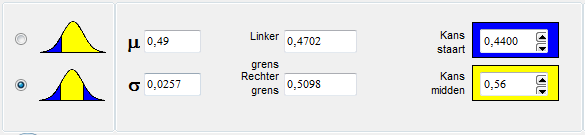 μ 0,49 Linker grens 0,4702 Kans staart 0,4400
σ 0,0257 Rechter grens 0,5098 Kans midden 0,56